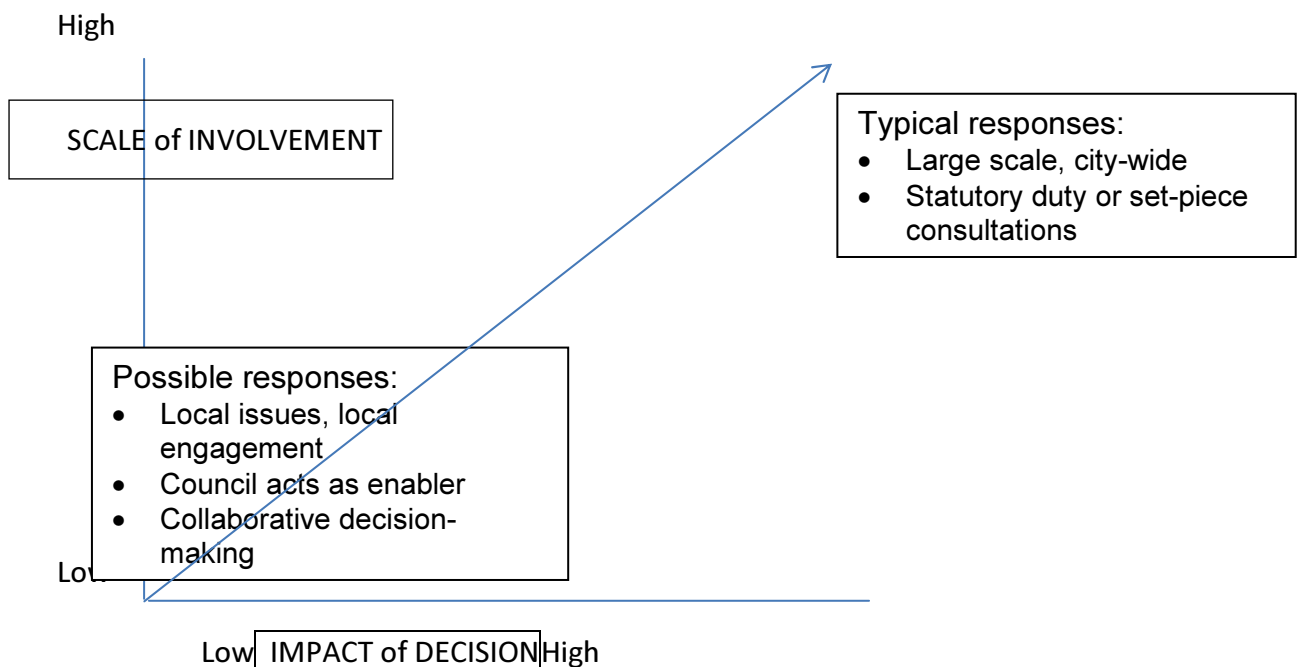 High
SCALE of INVOLVEMENT
Typical responses:
• Large scale, city-wide
• Statutory duty or set-piece
consultations
Possible responses:
• Local issues, local
engagement
• Council acts as enabler
• Collaborative decision-
making
Low
Low IMPACT of DECISION High